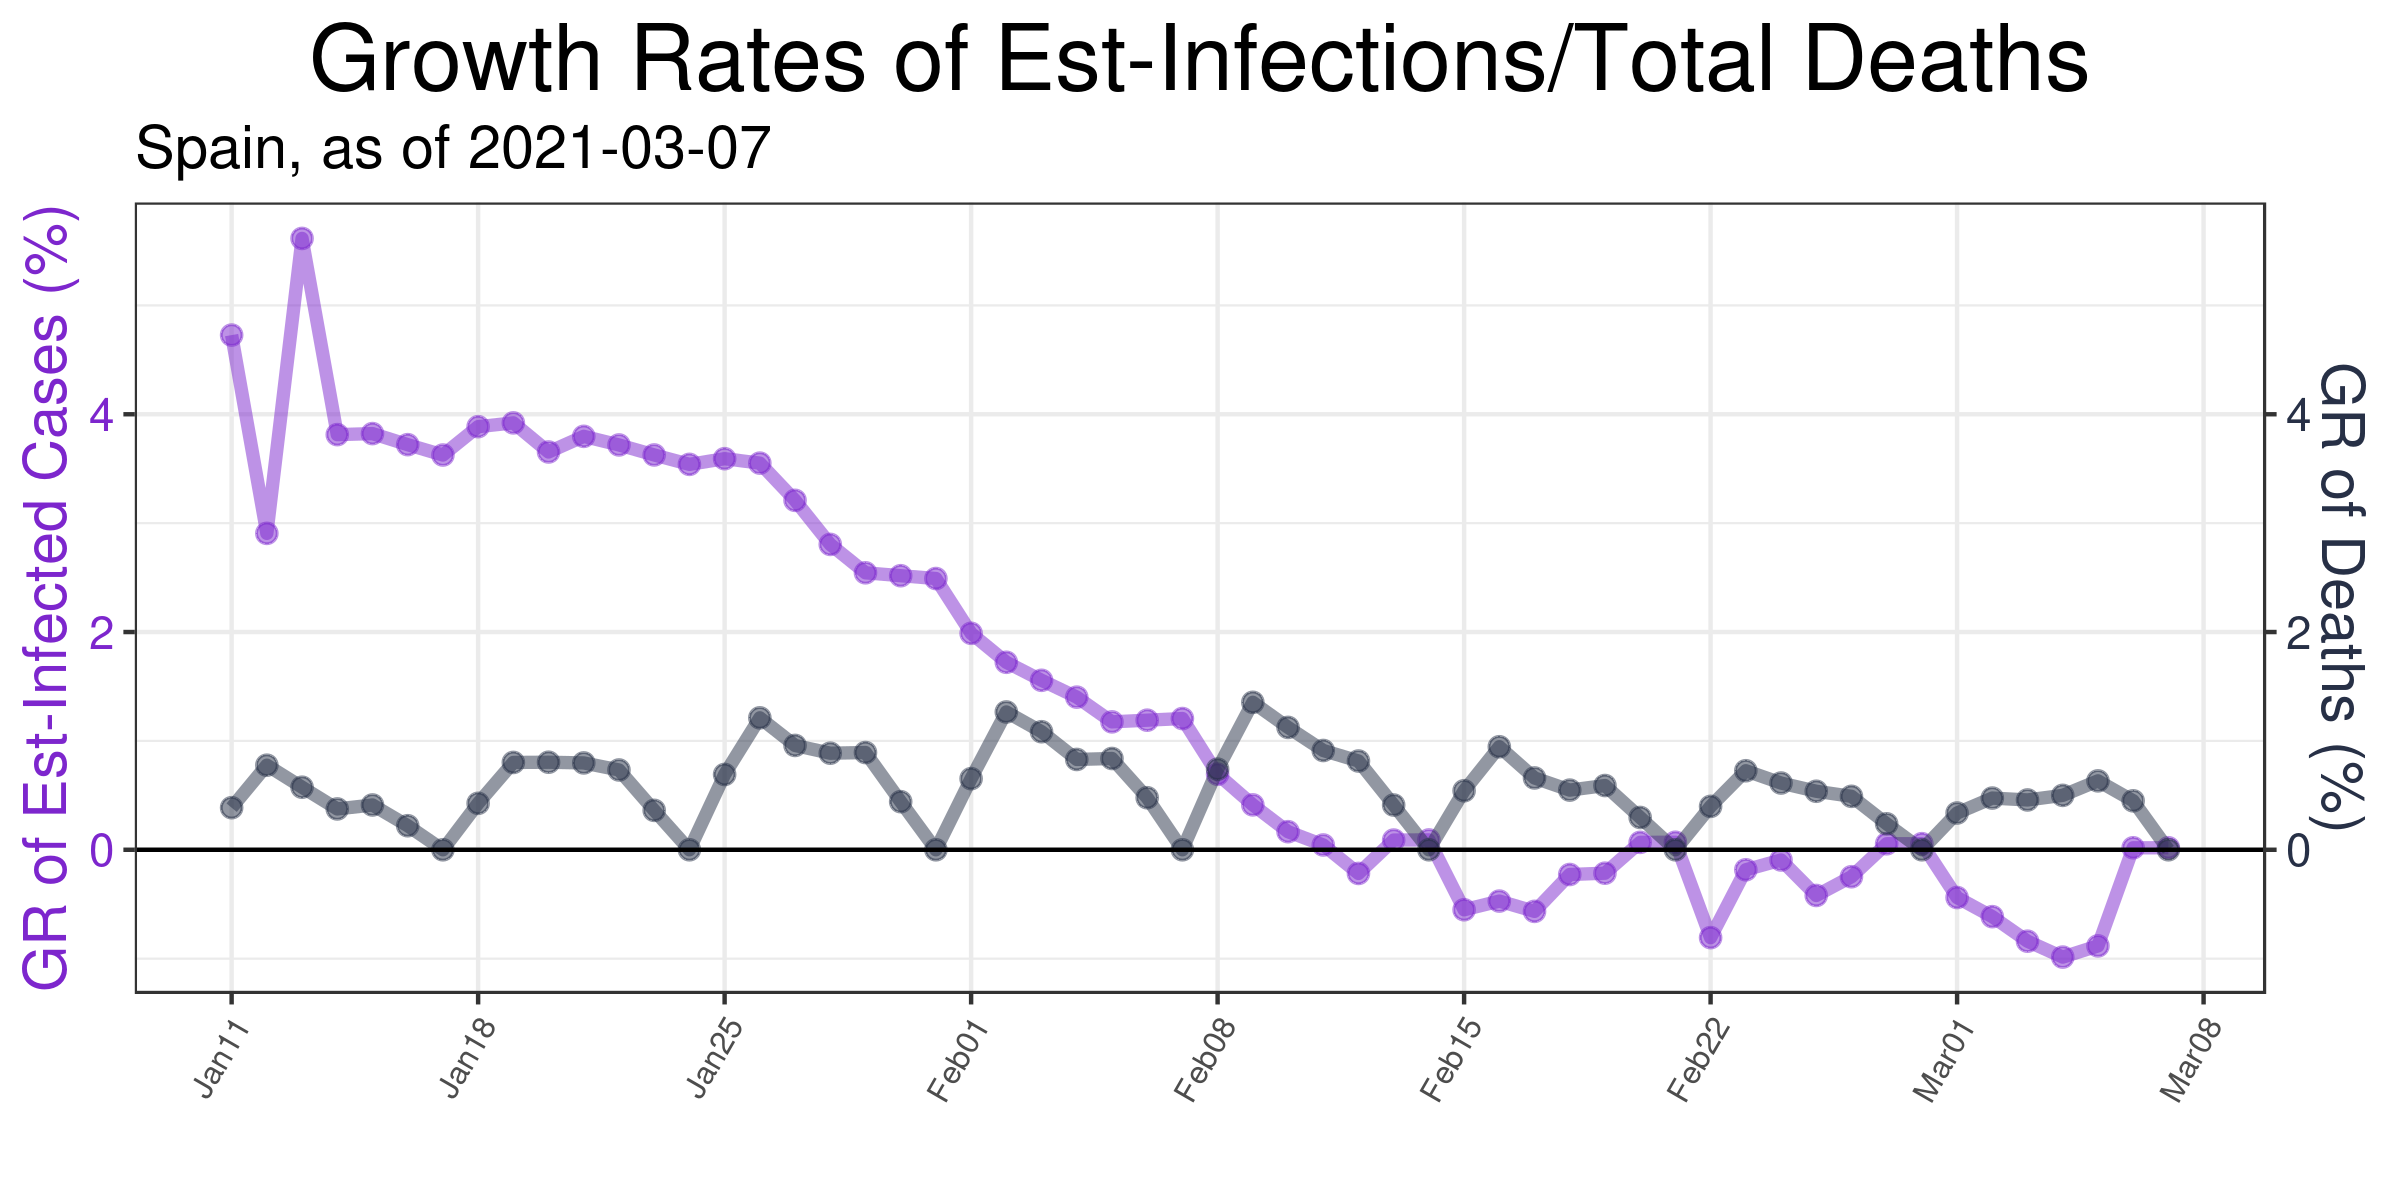 Growth Rates of Est-Infections/Total Deaths
Spain, as of 2021-03-07
GR of Est-Infected Cases (%)
4
2
0
4
2
0
GR of Deaths (%)
Jan11
Jan18
Jan25
Feb01
Feb08
Feb15
Feb22
Mar01
Mar08